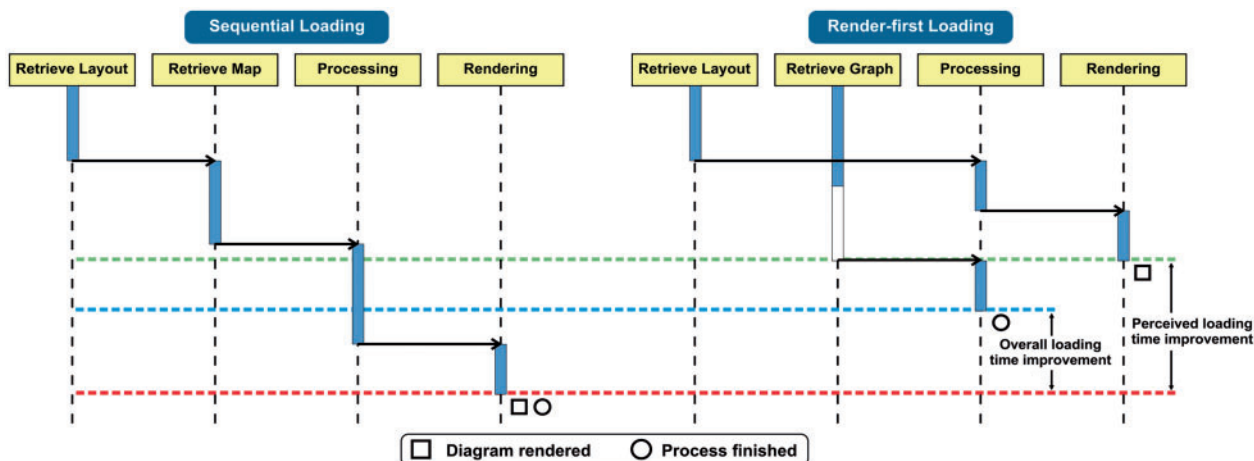 Sequential Loading
Render-first Loading
Retrieve Layout
Retrieve Map
Processing
Rendering
Retrieve Layout
Retrieve Graph
Processing
Rendering
Overall loading
time improvement
Perceived loading
time improvement
Diagram rendered
Process finished